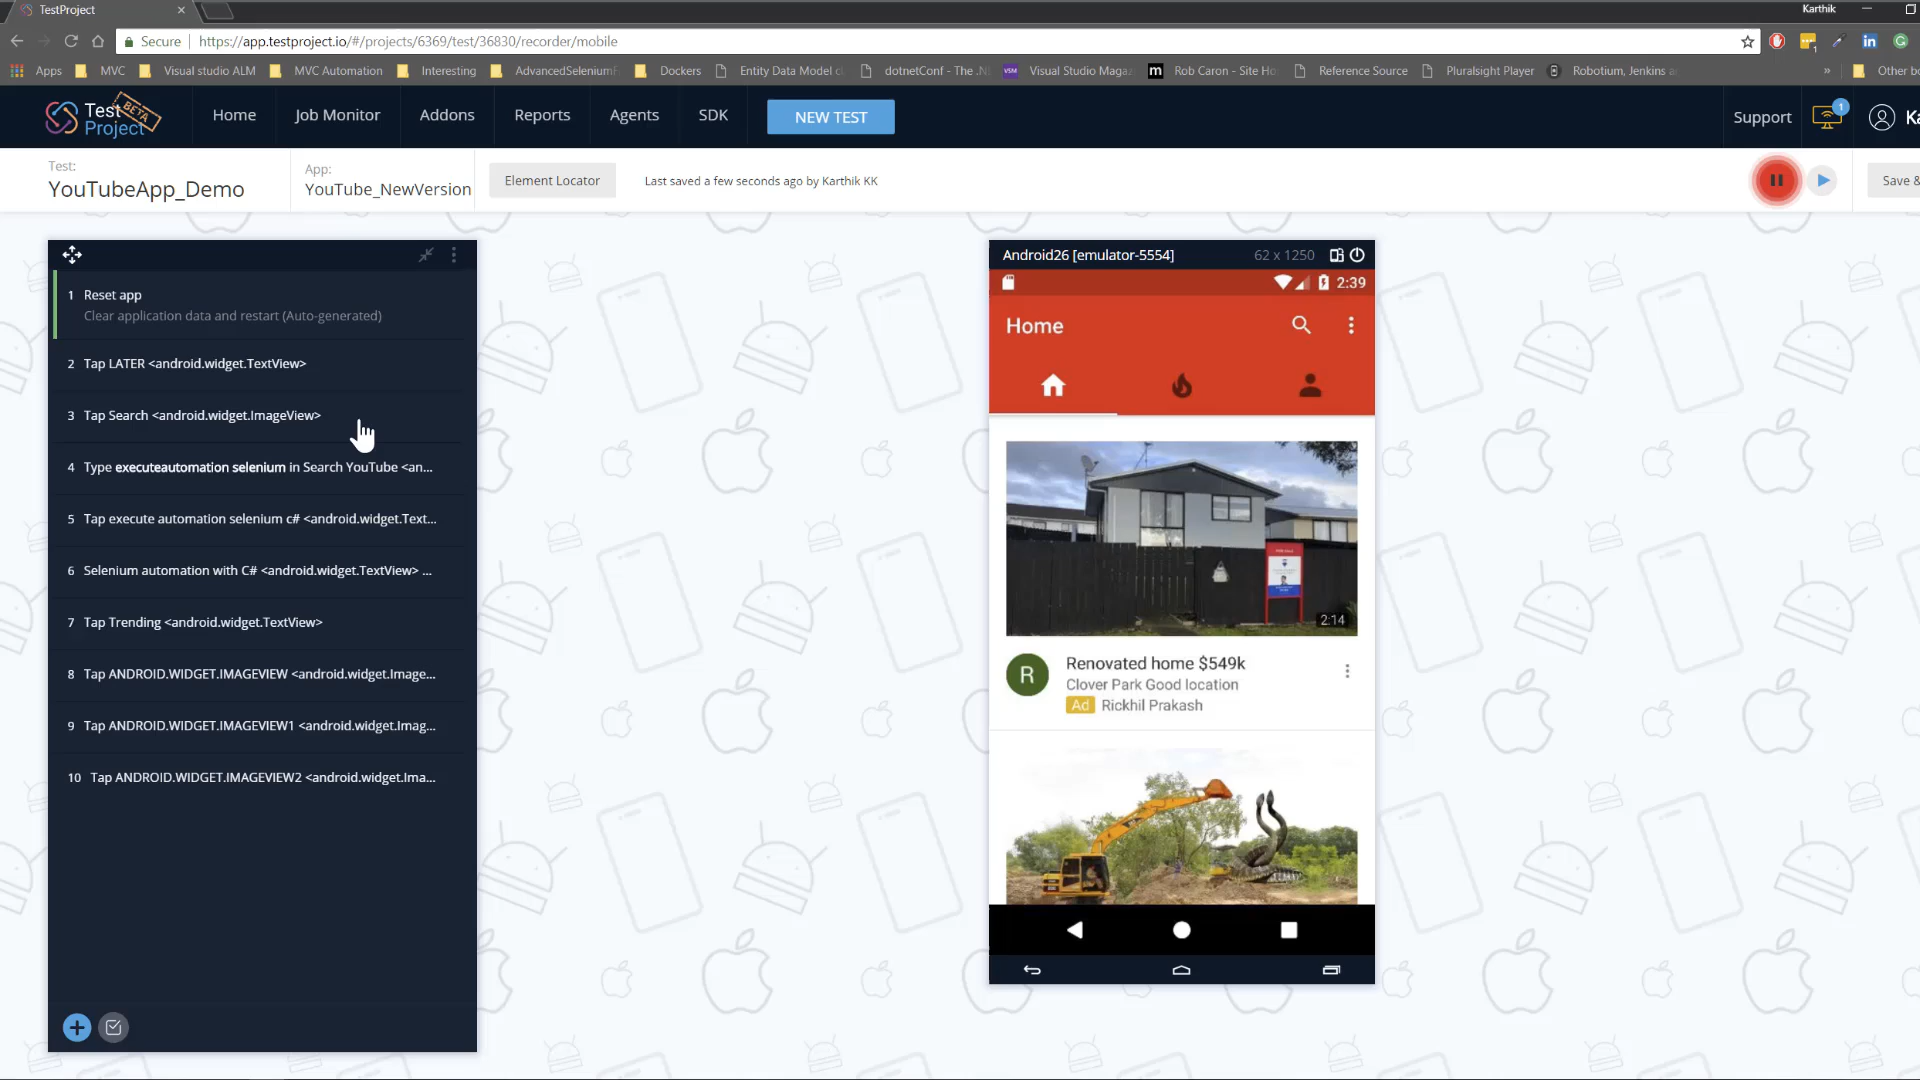 TestProject
Karthik
Secure
https://app.testproject.io/#/projects/6369/test/36830/recorder/mobile
Apps
MVC
Visual studio ALM
MVC Automation
Interesting
AdvancedSeleniumF
Dockers
Entity Data Model c
dotnetConf - The .N
Visual Studio Magaz
Rob Caron - Site Ho
Reference Source
Pluralsight Player
Robotium, Jenkins a
»
Other bo
Test Project
BETA
Home
Job Monitor
Addons
Reports
Agents
SDK
NEW TEST
Support
1
Ka
Test:
YouTubeApp_Demo
App:
YouTube_NewVersion
Element Locator
Last saved a few seconds ago by Karthik KK
Save &
1 Reset app
Clear application data and restart (Auto-generated)
2 Tap LATER <android.widget.TextView>
3 Tap Search <android.widget.ImageView>
4 Type executeautomation selenium in Search YouTube <an...
5 Tap execute automation selenium c# <android.widget.Text...
6 Selenium automation with C# <android.widget.TextView> ...
7 Tap Trending <android.widget.TextView>
8 Tap ANDROID.WIDGET.IMAGEVIEW <android.widget.Image...
9 Tap ANDROID.WIDGET.IMAGEVIEW1 <android.widget.Imag...
10 Tap ANDROID.WIDGET.IMAGEVIEW2 <android.widget.Ima...
Android26 [emulator-5554]
62 x 1250
2:39
Home
2:14
R
Renovated home $549k
Clover Park Good location
Ad Rickhil Prakash